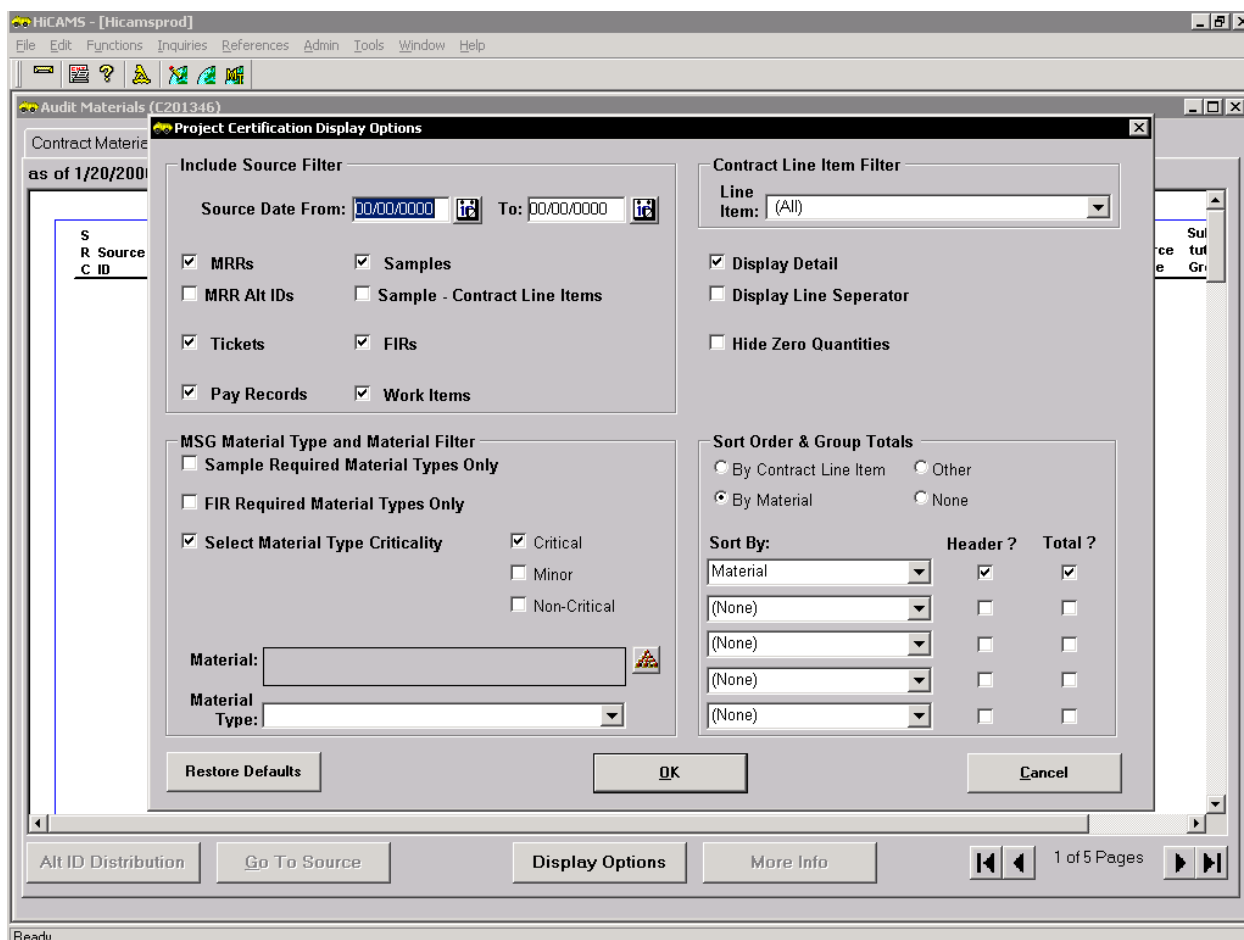 HiCAMS - [Hicamsprod]
File Edit Functions Inquiries References Admin Tools Window Help
Audit Materials (C201346)
Project Certification Display Options
Contract Materia
as of 1/20/200
Include Source Filter
Source Date From: 00/00/0000 To: 00/00/0000
Contract Line Item Filter
Line
Item: (All)
S
R Source
C ID
MRRs Samples
MRR Alt IDs Sample - Contract Line Items
Tickets FIRs
Pay Records Work Items
Display Detail
Display Line Seperator
Hide Zero Quantities
MSG Material Type and Material Filter
Sample Required Material Types Only
FIR Required Material Types Only
Select Material Type Criticality Critical
Minor
Non-Critical
Material:
Material
Type:
Sort Order & Group Totals
By Contract Line Item Other
By Material None
Sort By: Header ? Total ?
Material
(None)
(None)
(None)
(None)
Restore Defaults OK Cancel
Alt ID Distribution Go To Source Display Options More Info 1 of 5 Pages
Ready